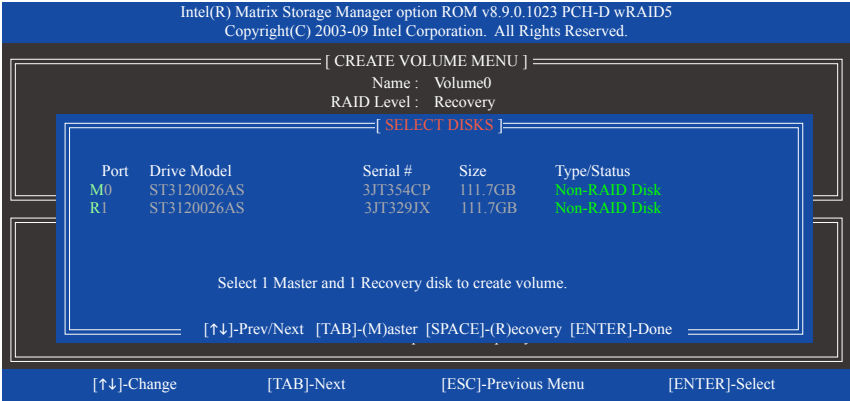 Intel(R) Matrix Storage Manager option ROM v8.9.0.1023 PCH-D wRAID5
Copyright(C) 2003-09 Intel Corporation. All Rights Reserved.
[ CREATE VOLUME MENU ]
Name : Volume0
RAID Level : Recovery
[ SELECT DISKS ]
Port Drive Model Serial # Size Type/Status
M0 ST3120026AS 3JT354CP 111.7GB Non-RAID Disk
R1 ST3120026AS 3JT329JX 111.7GB Non-RAID Disk
Select 1 Master and 1 Recovery disk to create volume.
[↑↓]-Prev/Next [TAB]-(M)aster [SPACE]-(R)ecovery [ENTER]-Done
[↑↓]-Change [TAB]-Next [ESC]-Previous Menu [ENTER]-Select